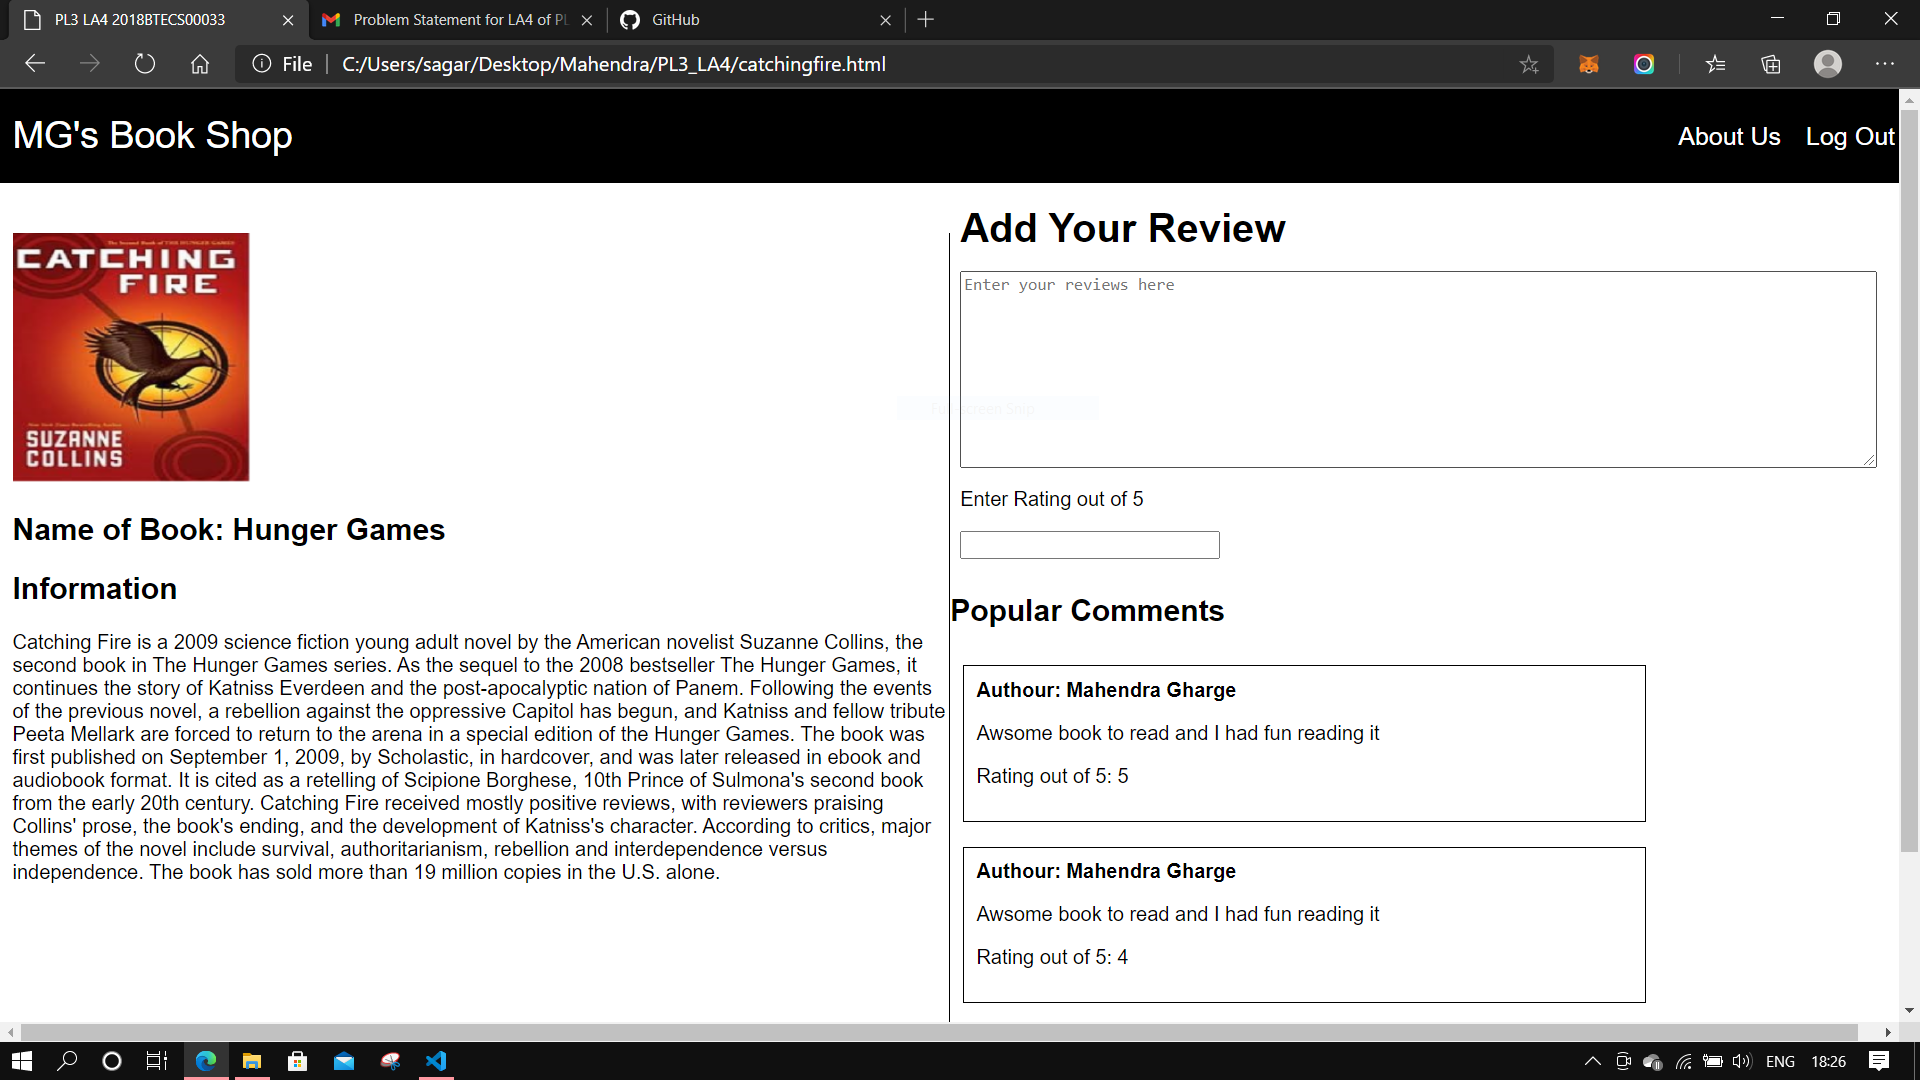 PL3 LA4 2018BTECS00033
Problem Statement for LA4 of PL
GitHub
File
C:/Users/sagar/Desktop/Mahendra/PL3_LA4/catchingfire.html
MG's Book Shop
About Us
Log Out
The Second Book of THE HUNGER GAMES
CATCHING
FIRE
SUZANNE
COLLINS
Name of Book: Hunger Games
Information
Catching Fire is a 2009 science fiction young adult novel by the American novelist Suzanne Collins, the
second book in The Hunger Games series. As the sequel to the 2008 bestseller The Hunger Games, it
continues the story of Katniss Everdeen and the post-apocalyptic nation of Panem. Following the events
of the previous novel, a rebellion against the oppressive Capitol has begun, and Katniss and fellow tribute
Peeta Mellark are forced to return to the arena in a special edition of the Hunger Games. The book was
first published on September 1, 2009, by Scholastic, in hardcover, and was later released in ebook and
audiobook format. It is cited as a retelling of Scipione Borghese, 10th Prince of Sulmona's second book
from the early 20th century. Catching Fire received mostly positive reviews, with reviewers praising
Collins' prose, the book's ending, and the development of Katniss's character. According to critics, major
themes of the novel include survival, authoritarianism, rebellion and interdependence versus
independence. The book has sold more than 19 million copies in the U.S. alone.
Add Your Review
Enter your reviews here
Enter Rating out of 5
Popular Comments
Authour: Mahendra Gharge
Awsome book to read and I had fun reading it
Rating out of 5: 5
Authour: Mahendra Gharge
Awsome book to read and I had fun reading it
Rating out of 5: 4
ENG
18:26